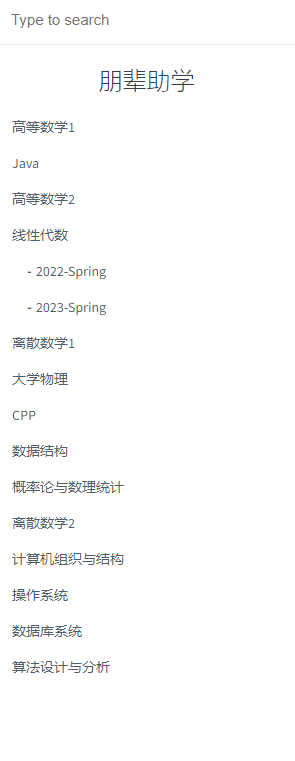 Type to search
朋辈助学
高等数学1
Java
高等数学2
线性代数
- 2022-Spring
- 2023-Spring
离散数学1
大学物理
CPP
数据结构
概率论与数理统计
离散数学2
计算机组织与结构
操作系统
数据库系统
算法设计与分析